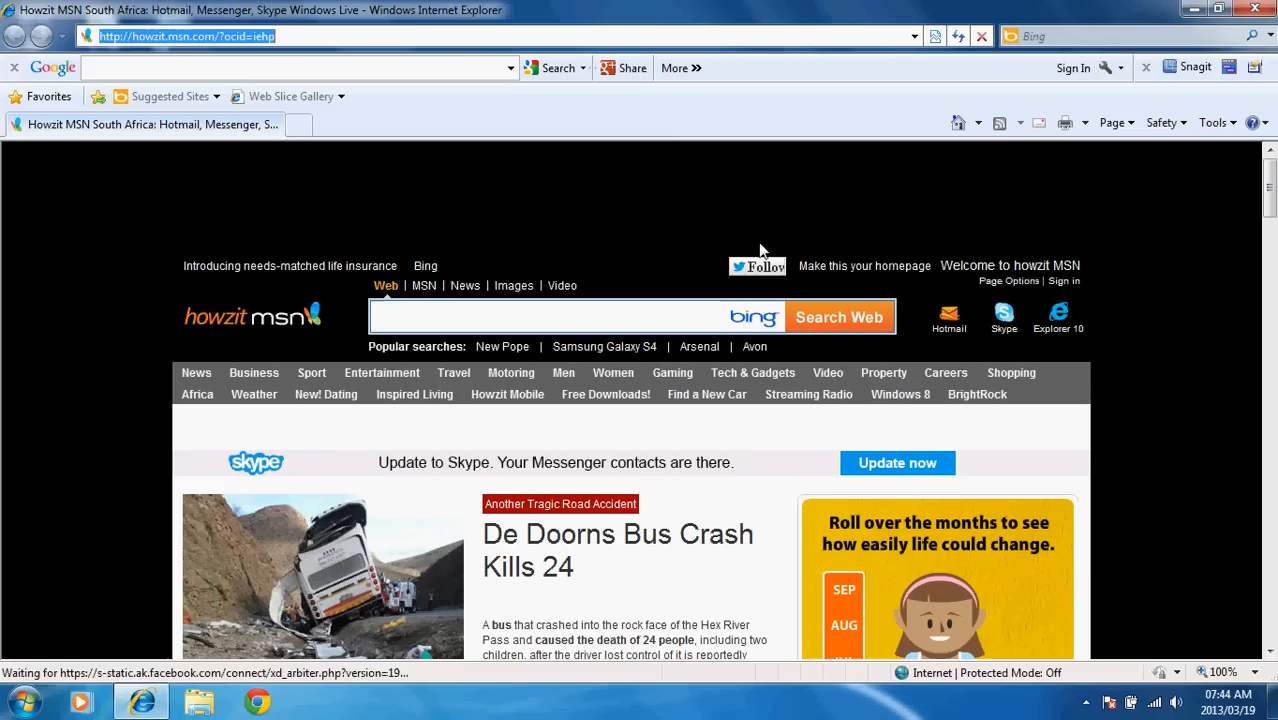 Howzit MSN South Africa: Hotmail, Messenger, Skype Windows Live - Windows Internet Explorer
http://howzit.msn.com/?ocid=iehp
Bing
Google
Search
Share
More »
Sign In
Snagit
Favorites
Suggested Sites
Web Slice Gallery
Howzit MSN South Africa: Hotmail, Messenger, S...
Page
Safety
Tools
Introducing needs-matched life insurance
Bing
Follow
Make this your homepage
Welcome to howzit MSN
Page Options | Sign in
Web | MSN | News | Images | Video
howzit msn
bing
Search Web
Hotmail
Skype
Explorer 10
Popular searches: New Pope | Samsung Galaxy S4 | Arsenal | Avon
News Business Sport Entertainment Travel Motoring Men Women Gaming Tech & Gadgets Video Property Careers Shopping
Africa Weather New! Dating Inspired Living Howzit Mobile Free Downloads! Find a New Car Streaming Radio Windows 8 BrightRock
skype
Update to Skype. Your Messenger contacts are there.
Update now
Another Tragic Road Accident
De Doorns Bus Crash
Kills 24
A bus that crashed into the rock face of the Hex River
Pass and caused the death of 24 people, including two
children, after the driver lost control of it is reportedly
Roll over the months to see
how easily life could change.
SEP
AUG
Waiting for https://s-static.ak.facebook.com/connect/xd_arbiter.php?version=19...
Internet | Protected Mode: Off
100%
07:44 AM
2013/03/19